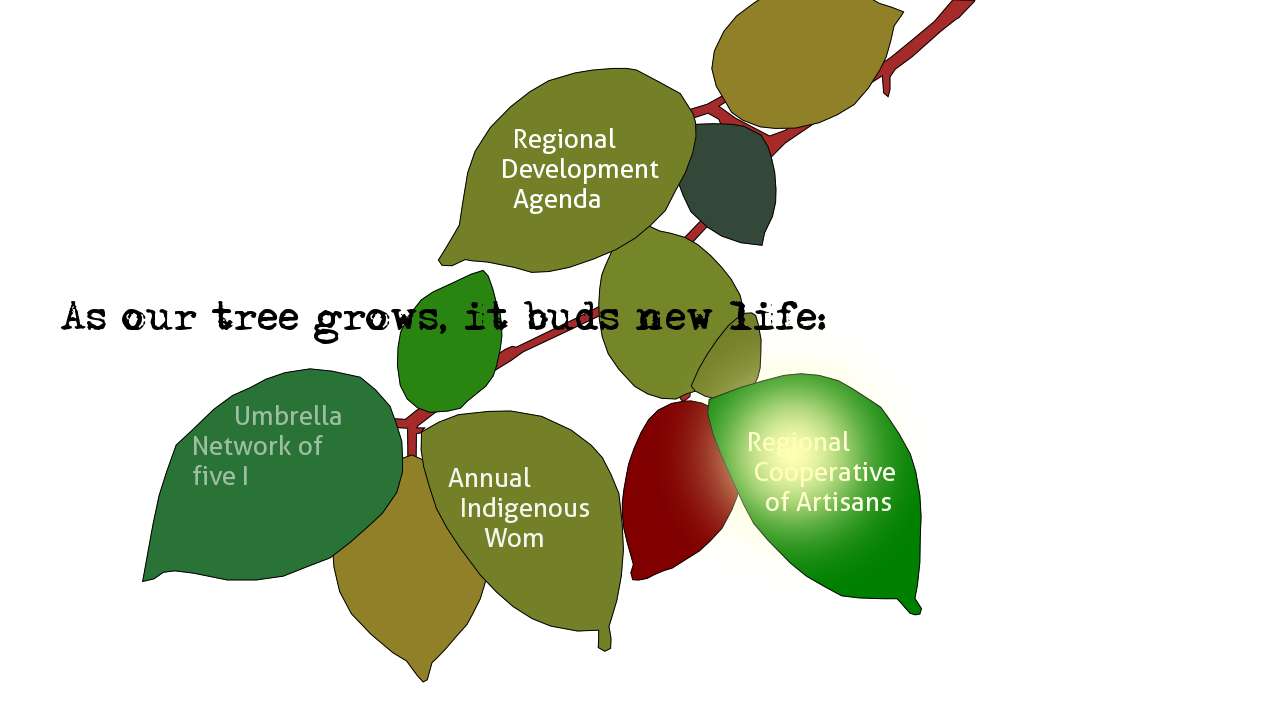 Regional
Development
Agenda
As our tree grows, it buds new life:
Umbrella
Network of
five I
Annual
Indigenous
Wom
Regional
Cooperative
of Artisans